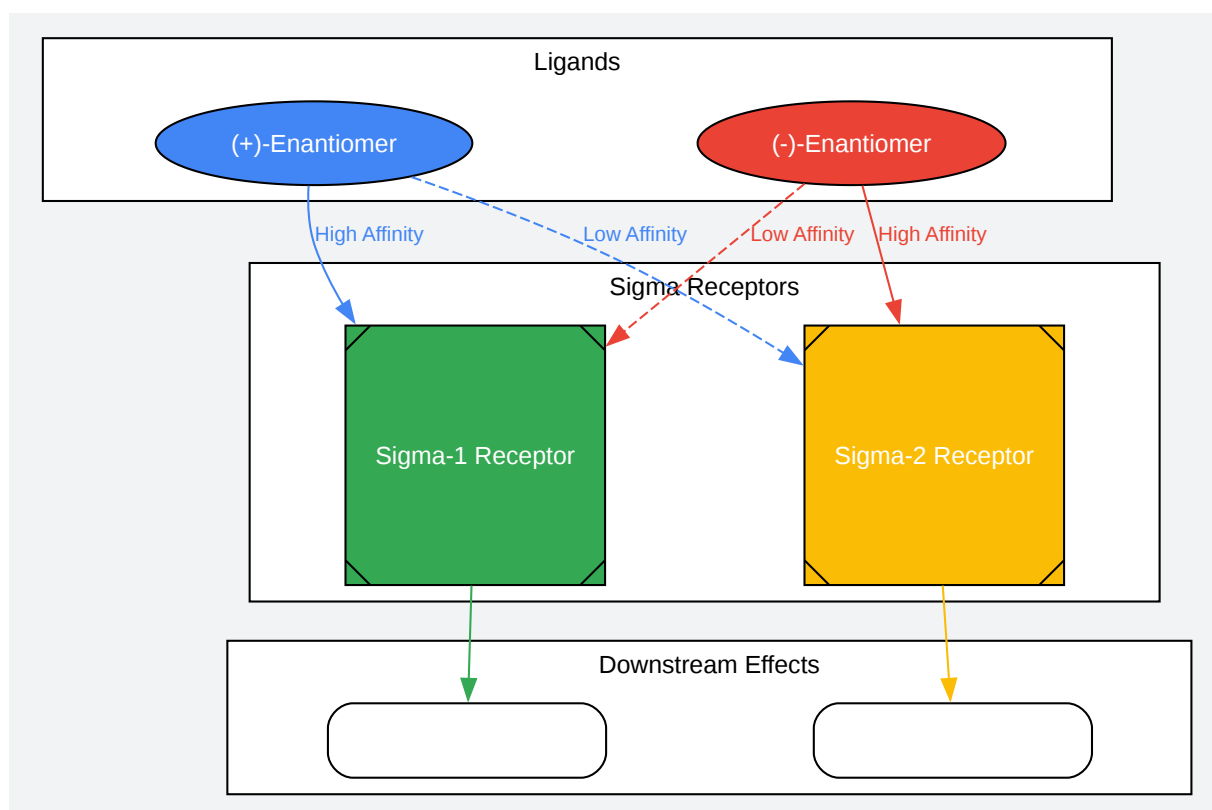 Ligands
(+)-Enantiomer
(-)-Enantiomer
High Affinity
Low Affinity
Low Affinity
High Affinity
Sigma Receptors
Sigma-1 Receptor
Sigma-2 Receptor
Downstream Effects